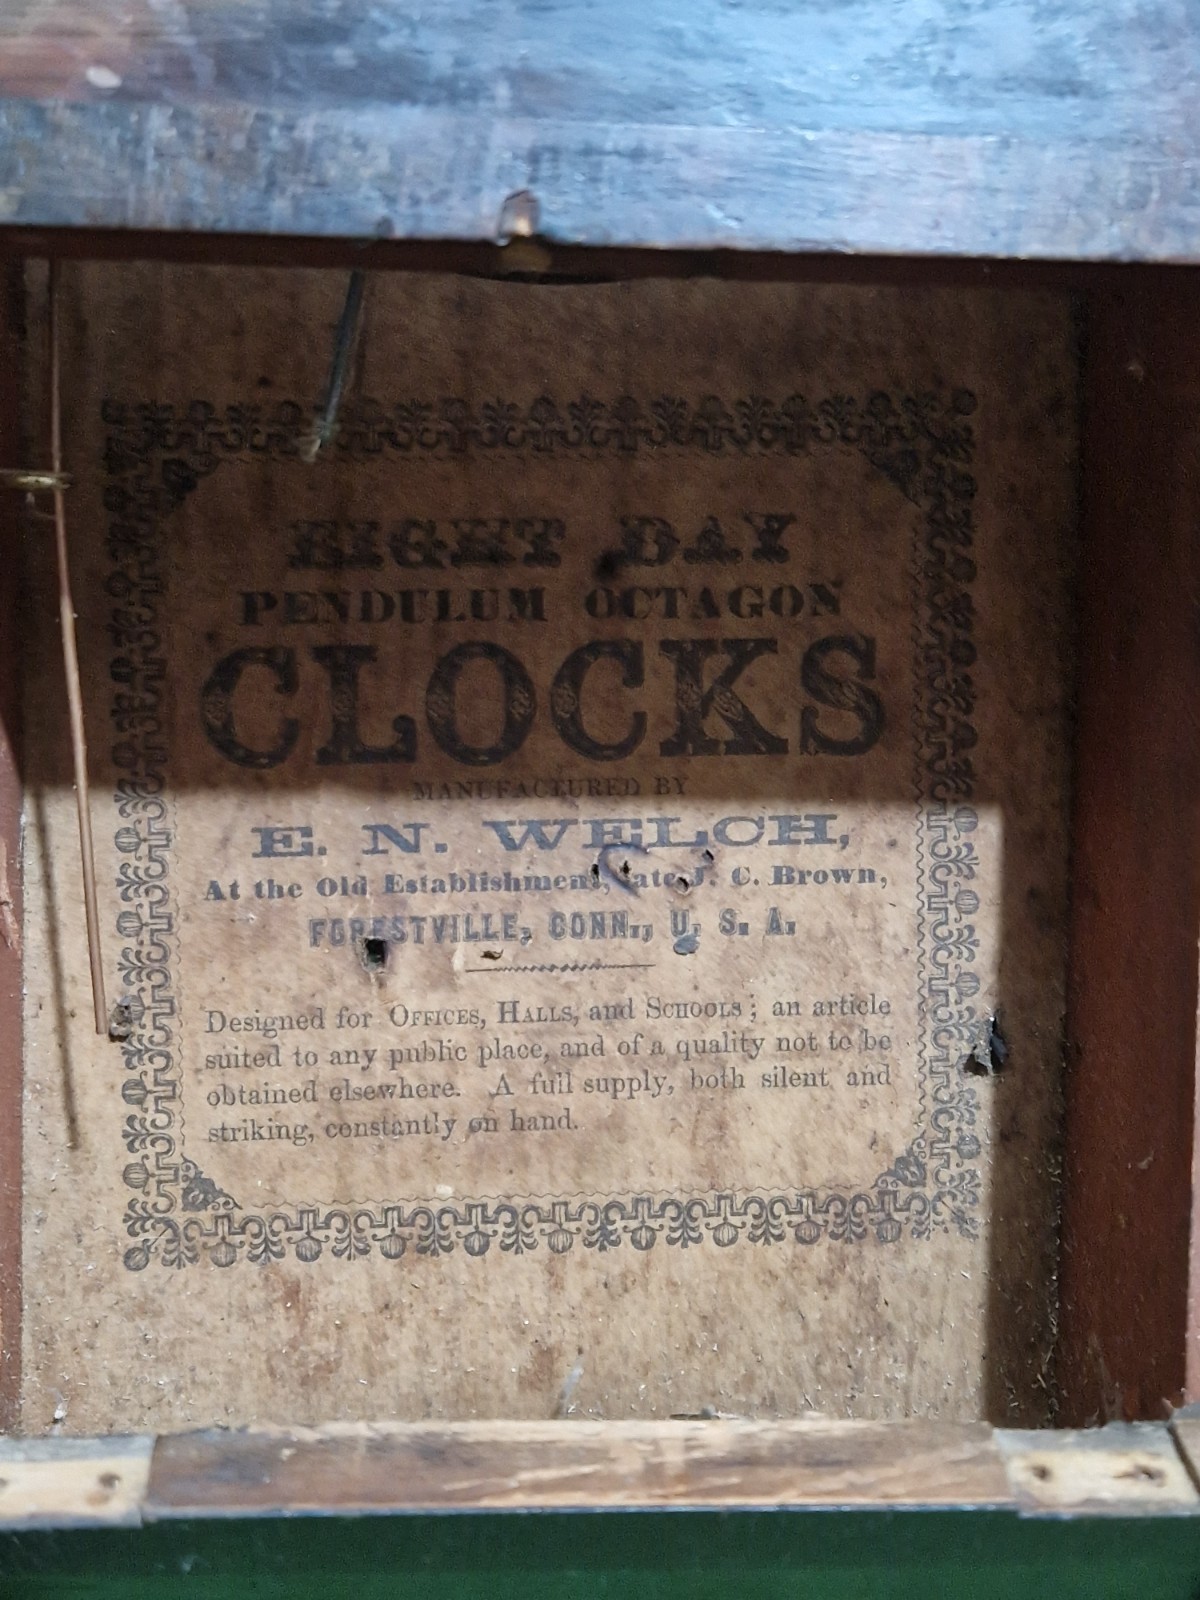 EIGHT DAY
PENDULUM OCTAGON
CLOCKS
MANUFACTURED BY
E. N. WELCH,
At the Old Establishment, late J. C. Brown,
FORESTVILLE, CONN., U. S. A.
Designed for OFFICES, HALLS, and SCHOOLS; an article
suited to any public place, and of a quality not to be
obtained elsewhere. A full supply, both silent and
striking, constantly on hand.